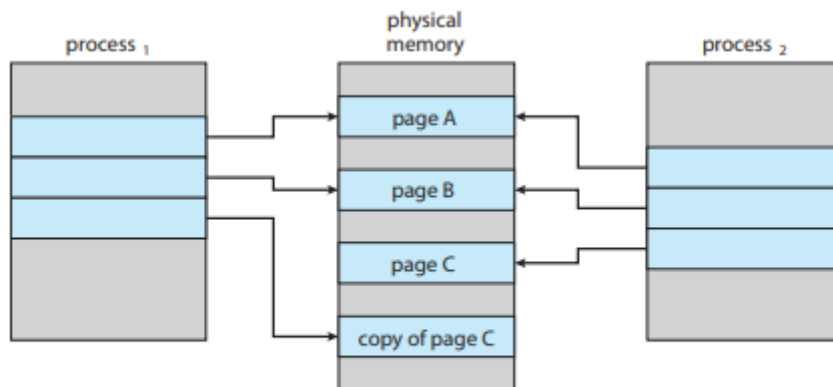 physical
memory
process 1
process 2
page A
page B
page C
copy of page C